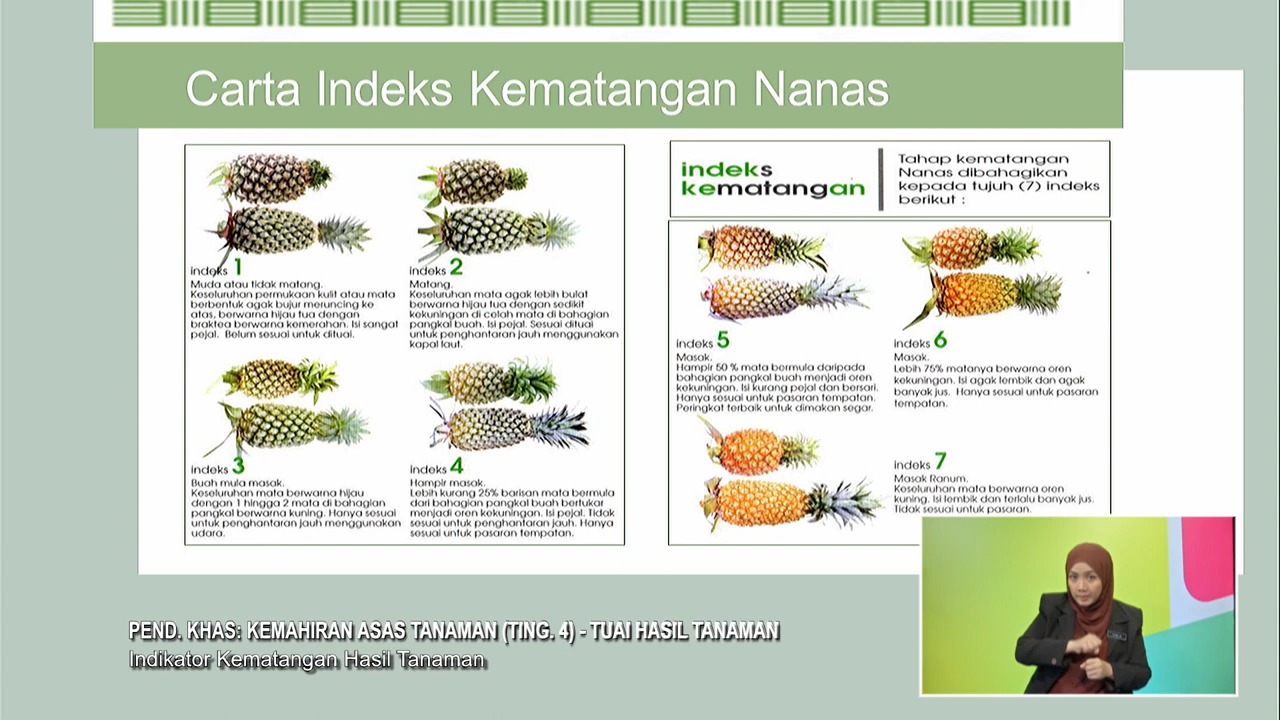 Carta Indeks Kematangan Nanas
indeks 1
Muda atau tidak matang.
Keseluruhan permukaan kulit atau mata
berbentuk agak bujur meruncing ke
atas, berwarna hijau tua dengan
braktea berwarna kemerahan. Isi sangat
pejal. Belum sesuai untuk dituai.
indeks 2
Matang.
Keseluruhan mata agak lebih bulat
berwarna hijau tua dengan sedikit
kekuningan di celah mata di bahagian
pangkal buah. Isi pejal. Sesuai dituai
untuk penghantaran jauh menggunakan
kapal laut.
indeks 3
Buah mula masak.
Keseluruhan mata berwarna hijau
dengan 1 hingga 2 mata di bahagian
pangkal berwarna kuning. Hanya sesuai
untuk penghantaran jauh menggunakan
udara.
indeks 4
Hampir masak.
Lebih kurang 25% barisan mata bermula
dari bahagian pangkal buah bertukar
menjadi oren kekuningan. Isi pejal. Tidak
sesuai untuk penghantaran jauh. Hanya
sesuai untuk pasaran tempatan.
indeks
kematangan
Tahap kematangan
Nanas dibahagikan
kepada tujuh (7) indeks
berikut :
indeks 5
Masak.
Hampir 50 % mata bermula daripada
bahagian pangkal buah menjadi oren
kekuningan. Isi kurang pejal dan bersari.
Hanya sesuai untuk pasaran tempatan.
Peringkat terbaik untuk dimakan segar.
indeks 6
Masak.
Lebih 75% matanya berwarna oren
kekuningan. Isi agak lembik dan agak
banyak jus. Hanya sesuai untuk pasaran
tempatan.
indeks 7
Masak Ranum.
Keseluruhan mata berwarna oren
kuning. Isi lembik dan terlalu banyak jus.
Tidak sesuai untuk pasaran.
PEND. KHAS: KEMAHIRAN ASAS TANAMAN (TING. 4) - TUAI HASIL TANAMAN
Indikator Kematangan Hasil Tanaman